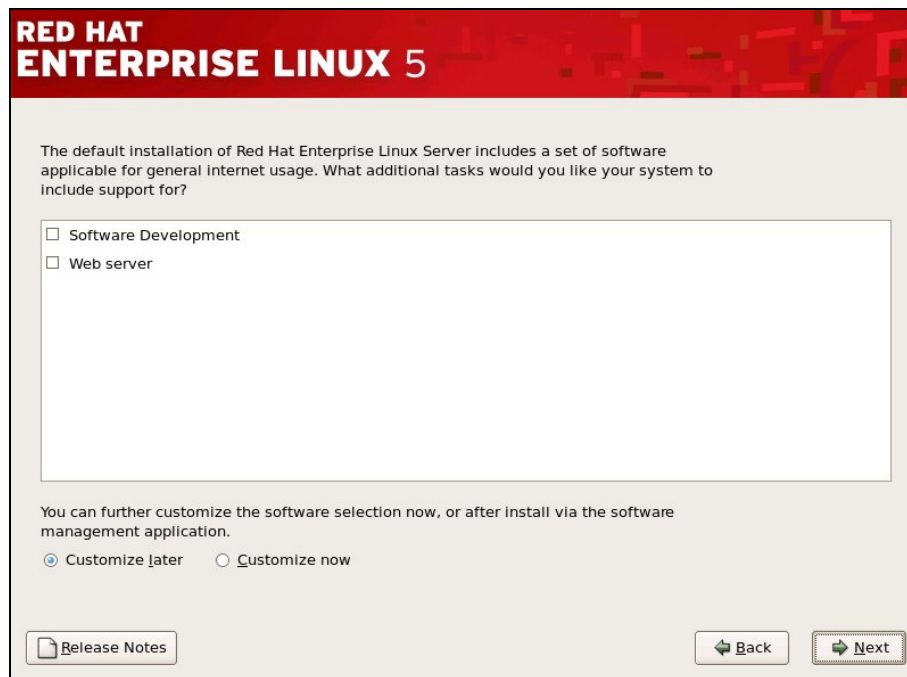 RED HAT
ENTERPRISE LINUX 5
The default installation of Red Hat Enterprise Linux Server includes a set of software
applicable for general internet usage. What additional tasks would you like your system to
include support for?
Software Development
Web server
You can further customize the software selection now, or after install via the software
management application.
Customize later Customize now
Release Notes Back Next